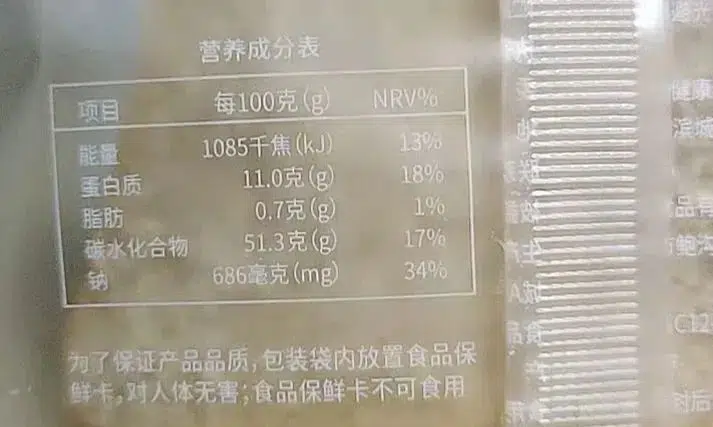 营养成分表
项目 每100克(g) NRV%
能量 1085千焦(kJ) 13%
蛋白质 11.0克(g) 18%
脂肪 0.7克(g) 1%
碳水化合物 51.3克(g) 17%
钠 686毫克(mg) 34%
为了保证产品品质,包装袋内放置食品保
鲜卡,对人体无害;食品保鲜卡不可食用
健康
品有
食品
C12